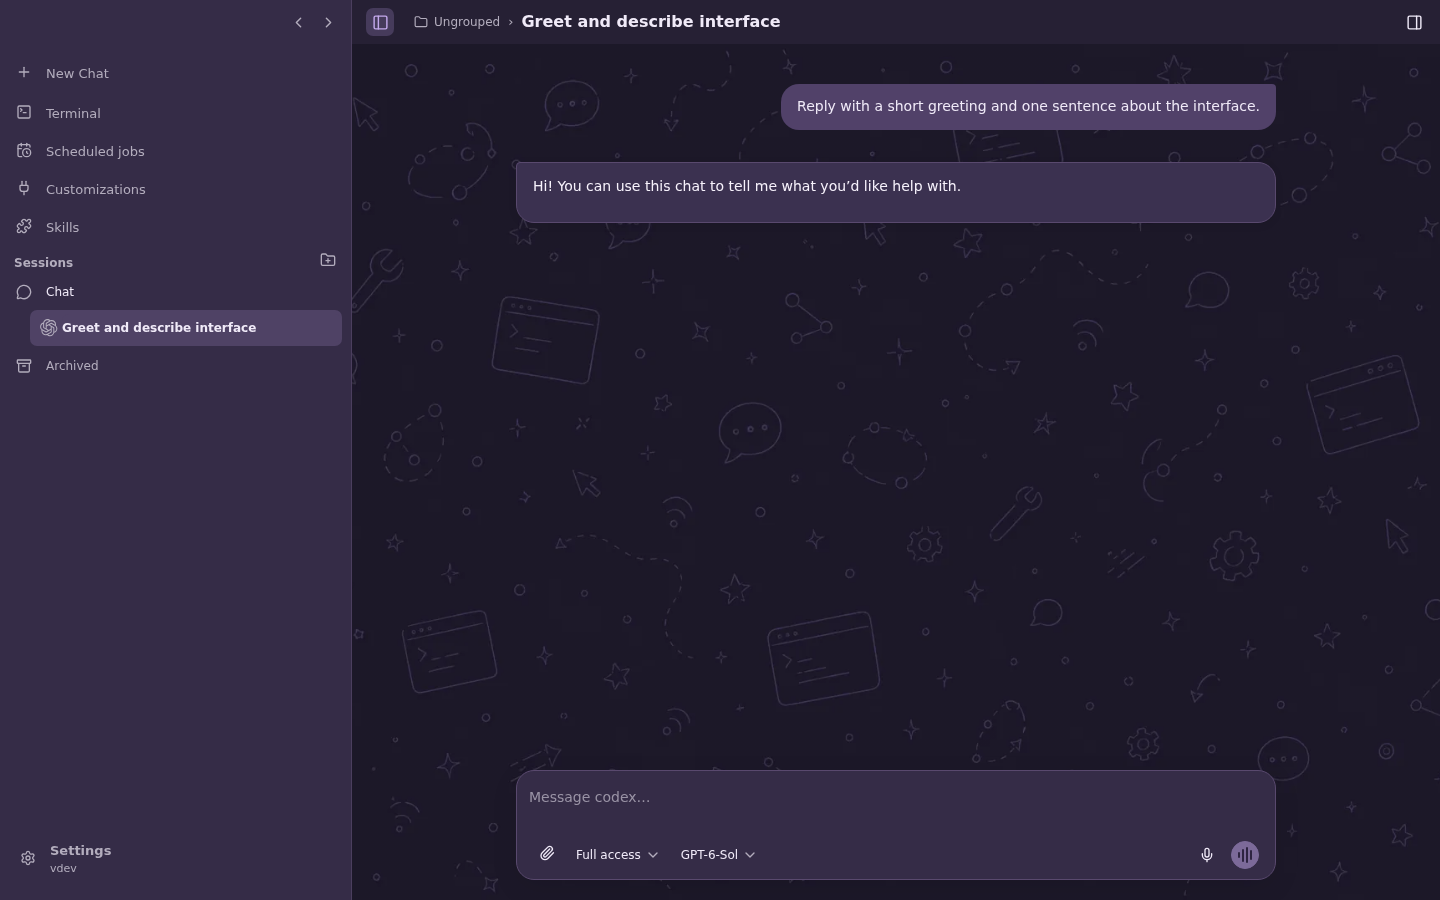 New Chat
Terminal
Scheduled jobs
Customizations
Skills
Sessions
Chat
Greet and describe interface
Archived
Settings
vdev
Ungrouped › Greet and describe interface
Reply with a short greeting and one sentence about the interface.
Hi! You can use this chat to tell me what you’d like help with.
Message codex…
Full access
GPT-6-Sol